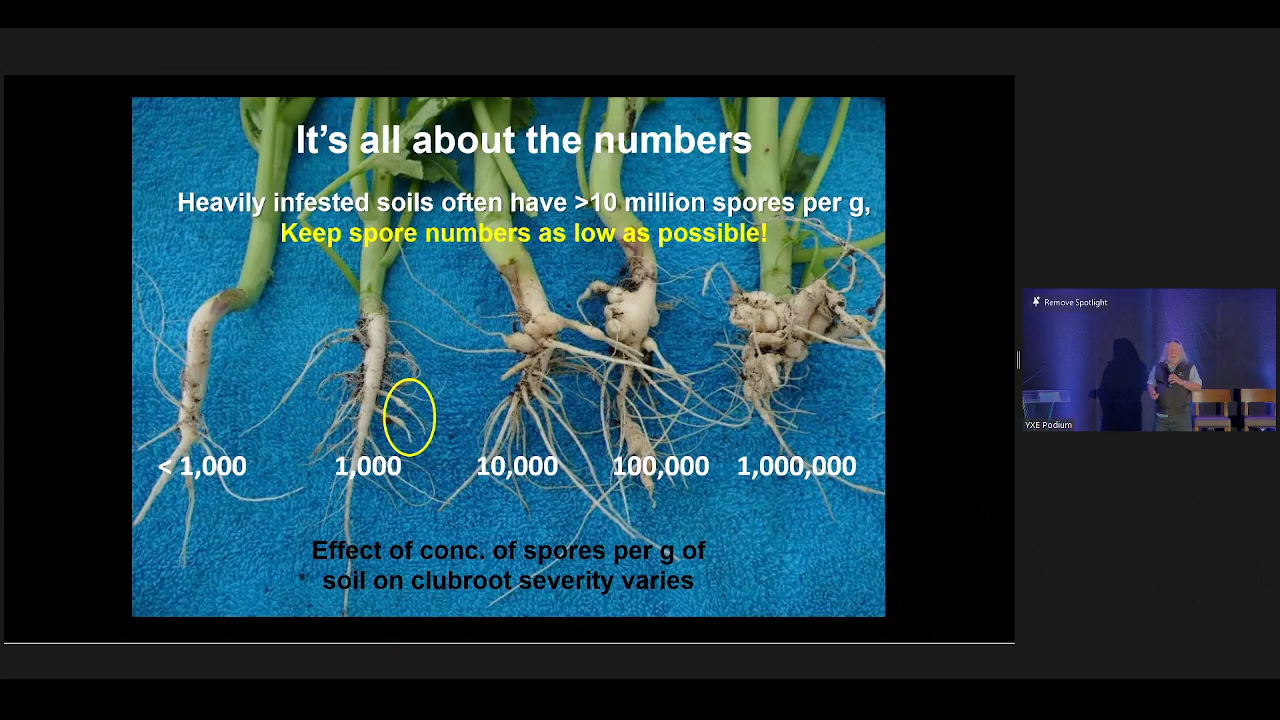 It's all about the numbers
Heavily infested soils often have >10 million spores per g,
Keep spore numbers as low as possible!
< 1,000
1,000
10,000
100,000
1,000,000
Effect of conc. of spores per g of
soil on clubroot severity varies
Remove Spotlight
YXE Podium